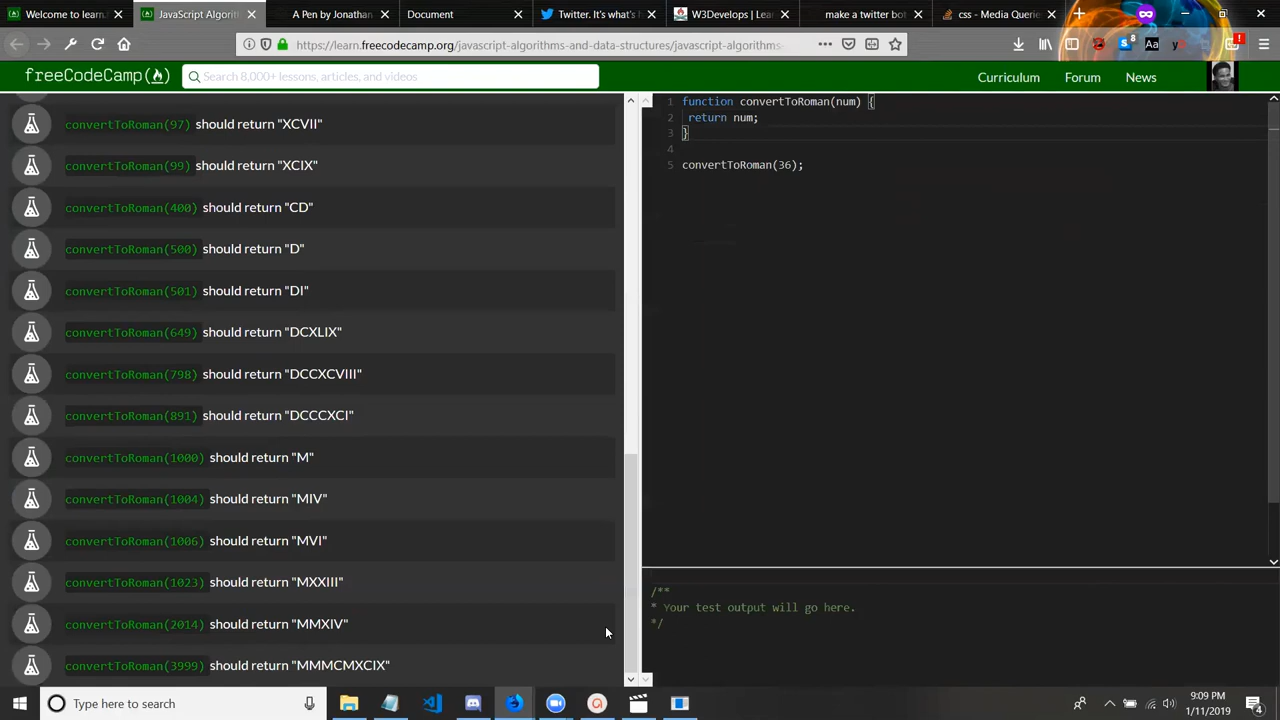 Welcome to learn.
JavaScript Algorit
A Pen by Jonathan
Document
Twitter. It's what's h
W3Develops | Lea
make a twitter bot
css - Media Querie
https://learn.freecodecamp.org/javascript-algorithms-and-data-structures/javascript-algorithms-
freeCodeCamp
Search 8,000+ lessons, articles, and videos
Curriculum
Forum
News
convertToRoman(97) should return "XCVII"
convertToRoman(99) should return "XCIX"
convertToRoman(400) should return "CD"
convertToRoman(500) should return "D"
convertToRoman(501) should return "DI"
convertToRoman(649) should return "DCXLIX"
convertToRoman(798) should return "DCCXCVIII"
convertToRoman(891) should return "DCCCXCI"
convertToRoman(1000) should return "M"
convertToRoman(1004) should return "MIV"
convertToRoman(1006) should return "MVI"
convertToRoman(1023) should return "MXXIII"
convertToRoman(2014) should return "MMXIV"
convertToRoman(3999) should return "MMMCMXCIX"
1 function convertToRoman(num) {
2 return num;
3 }
4
5 convertToRoman(36);
/**
* Your test output will go here.
*/
Type here to search
9:09 PM
1/11/2019